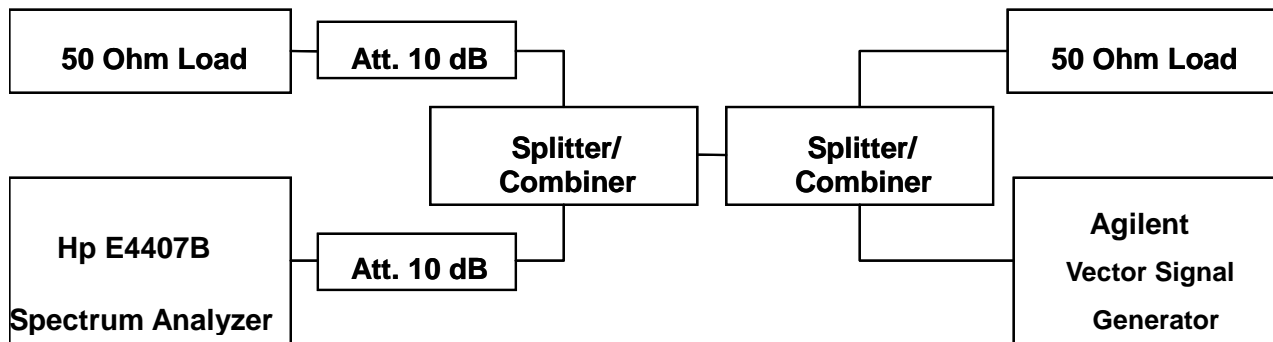 50 Ohm Load
Att. 10 dB
50 Ohm Load
Splitter/
Combiner
Splitter/
Combiner
Hp E4407B
Spectrum Analyzer
Att. 10 dB
Agilent
Vector Signal
Generator